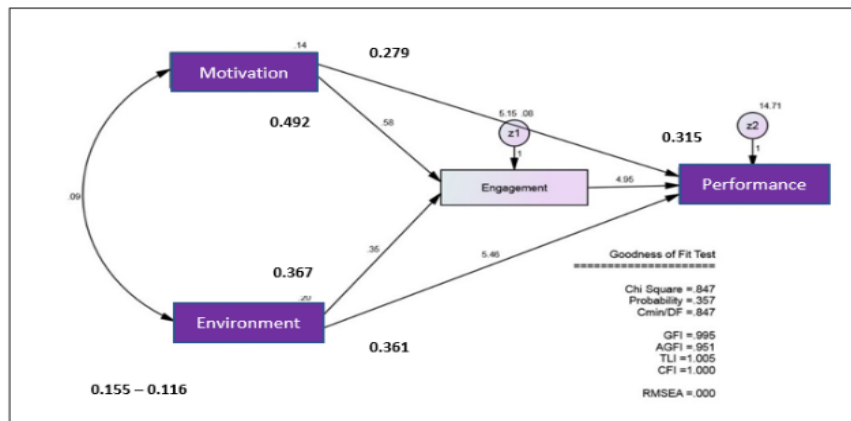 .14
0.279
Motivation
5.15 .08
14.71
z1
z2
0.492
.58
0.315
1
1
Engagement
4.95
Performance
.09
.35
5.46
Goodness of Fit Test
=====================
0.367
.20
Chi Square =.847
Probability =.357
Cmin/DF =.847
Environment
GFI =.995
AGFI =.951
TLI =1.005
CFI =1.000
0.361
RMSEA =.000
0.155 – 0.116